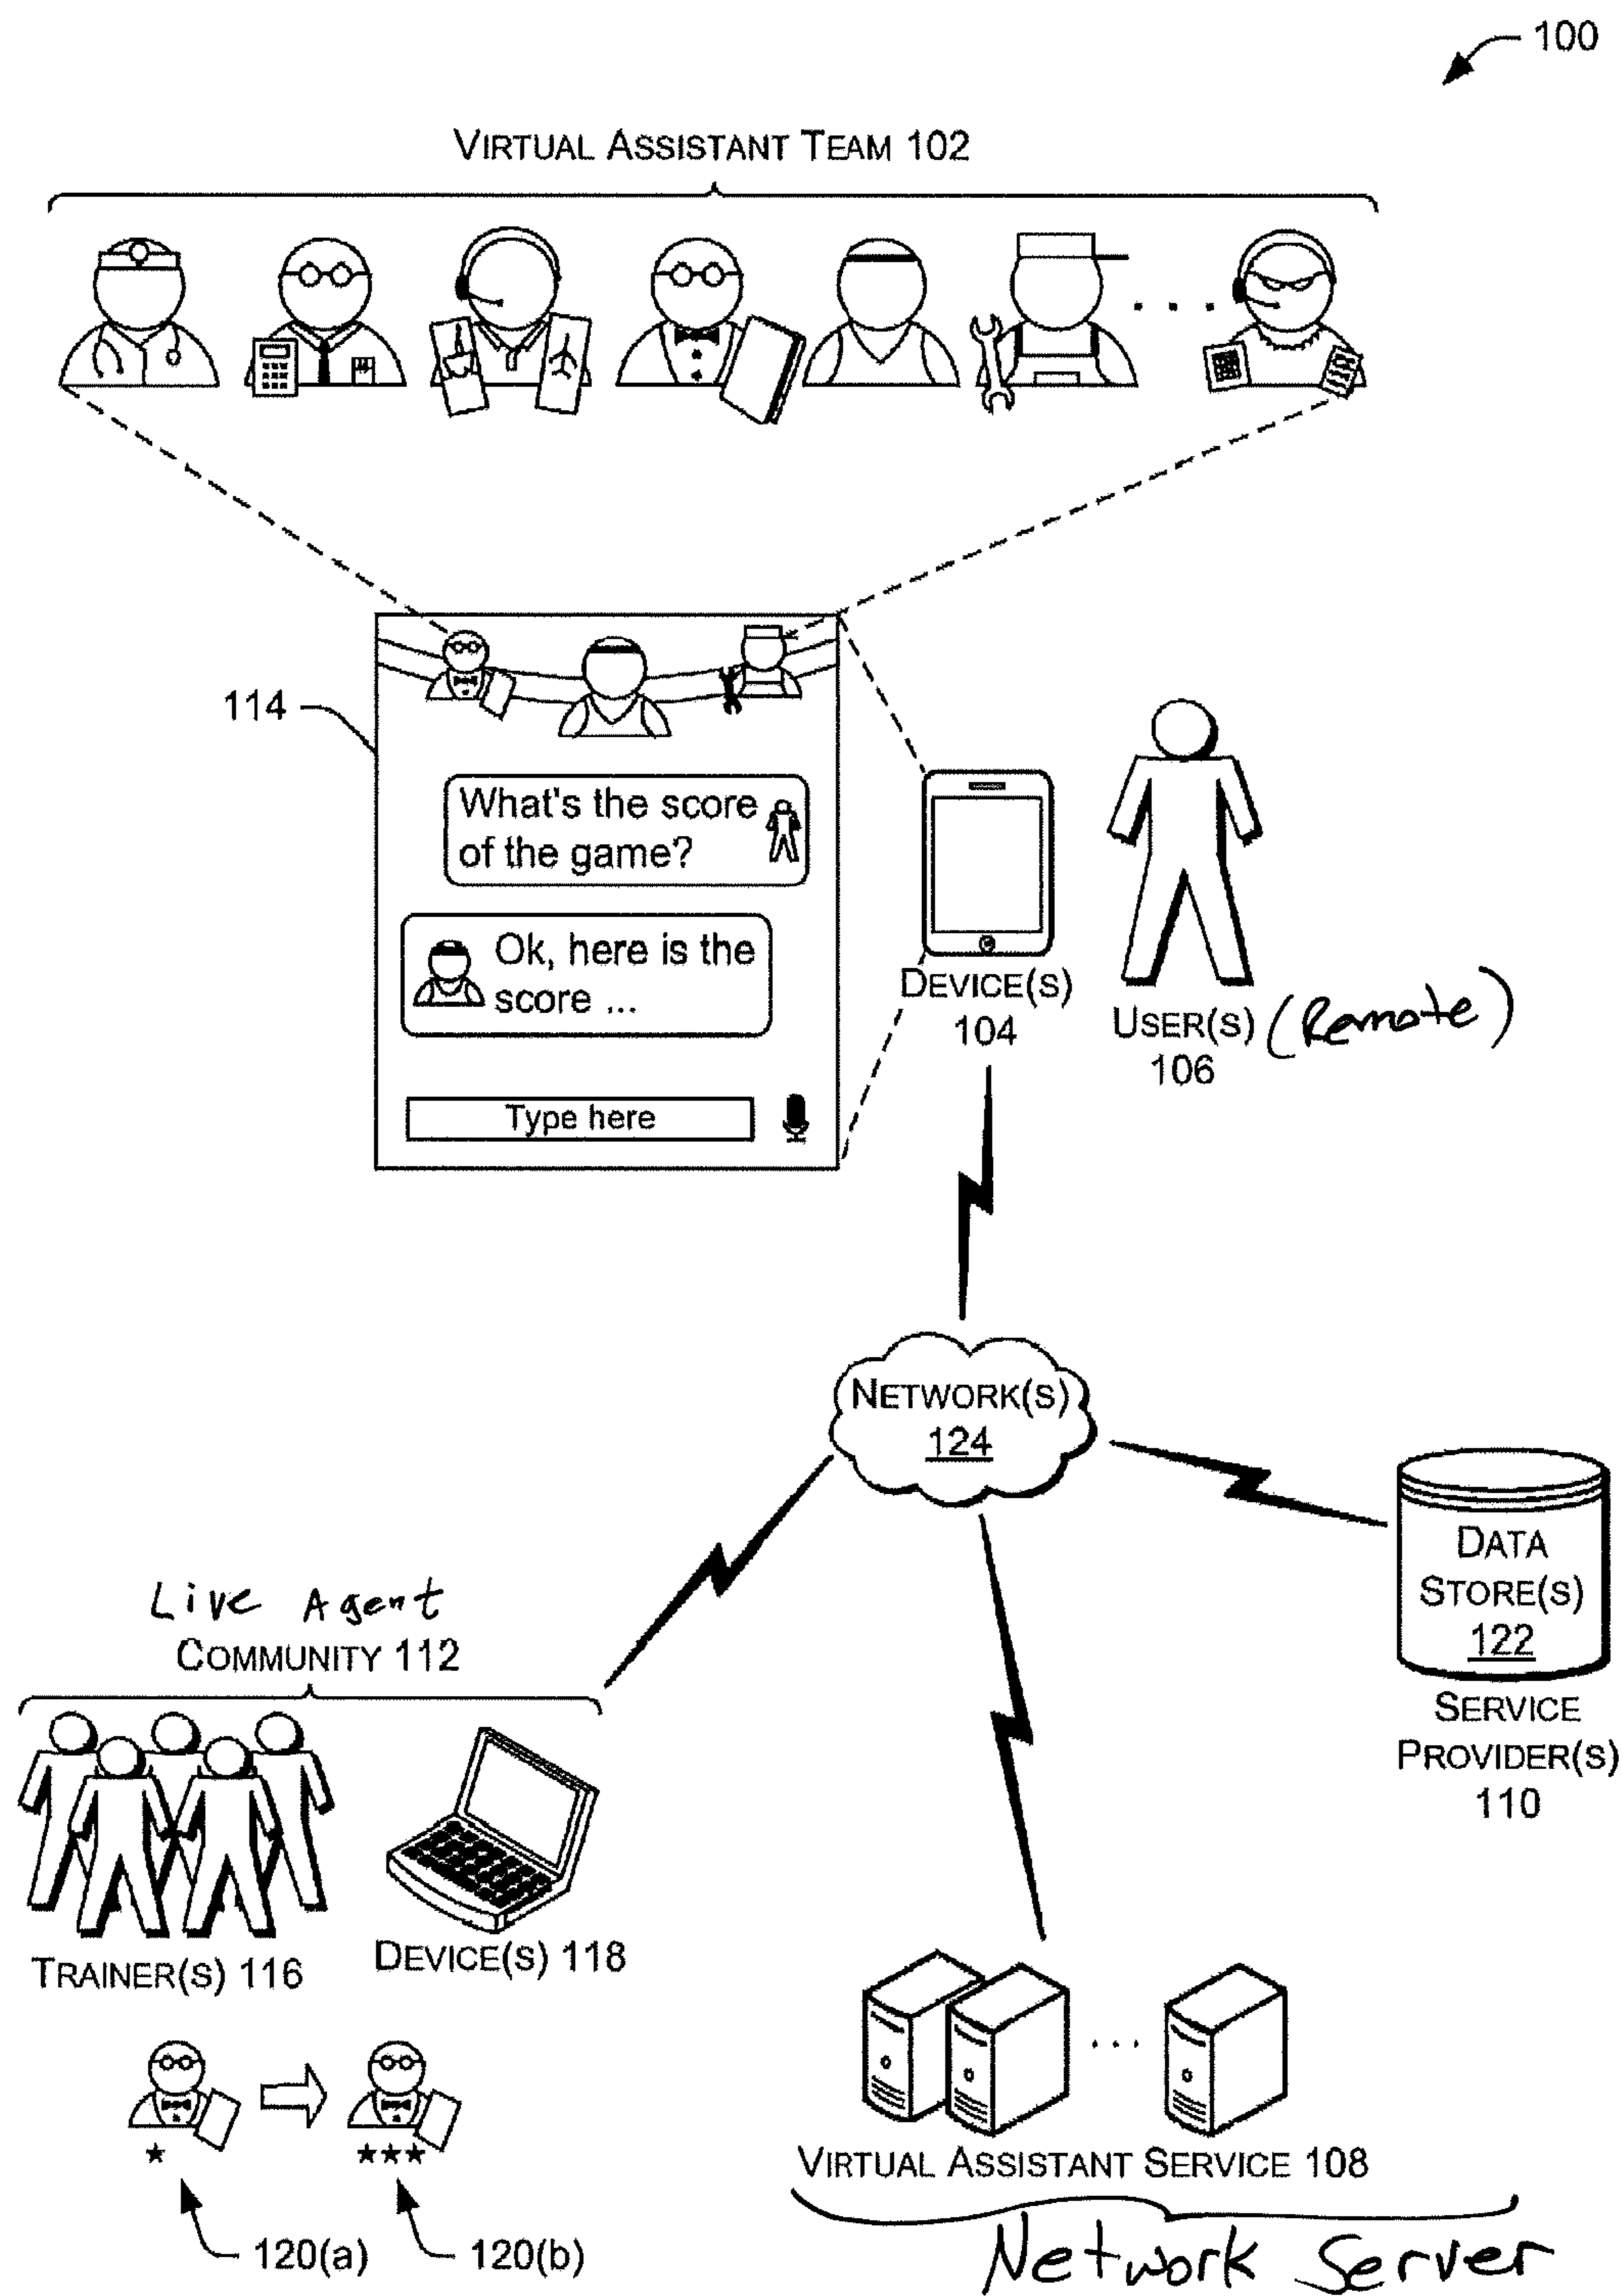 100
VIRTUAL ASSISTANT TEAM 102
114
What's the score
of the game?
Ok, here is the
score ...
Type here
DEVICE(S)
104
USER(S) (Remote)
106
NETWORK(S)
124
DATA
STORE(S)
122
SERVICE
PROVIDER(S)
110
Live Agent
COMMUNITY 112
TRAINER(S) 116
DEVICE(S) 118
120(a)
120(b)
VIRTUAL ASSISTANT SERVICE 108
Network Server